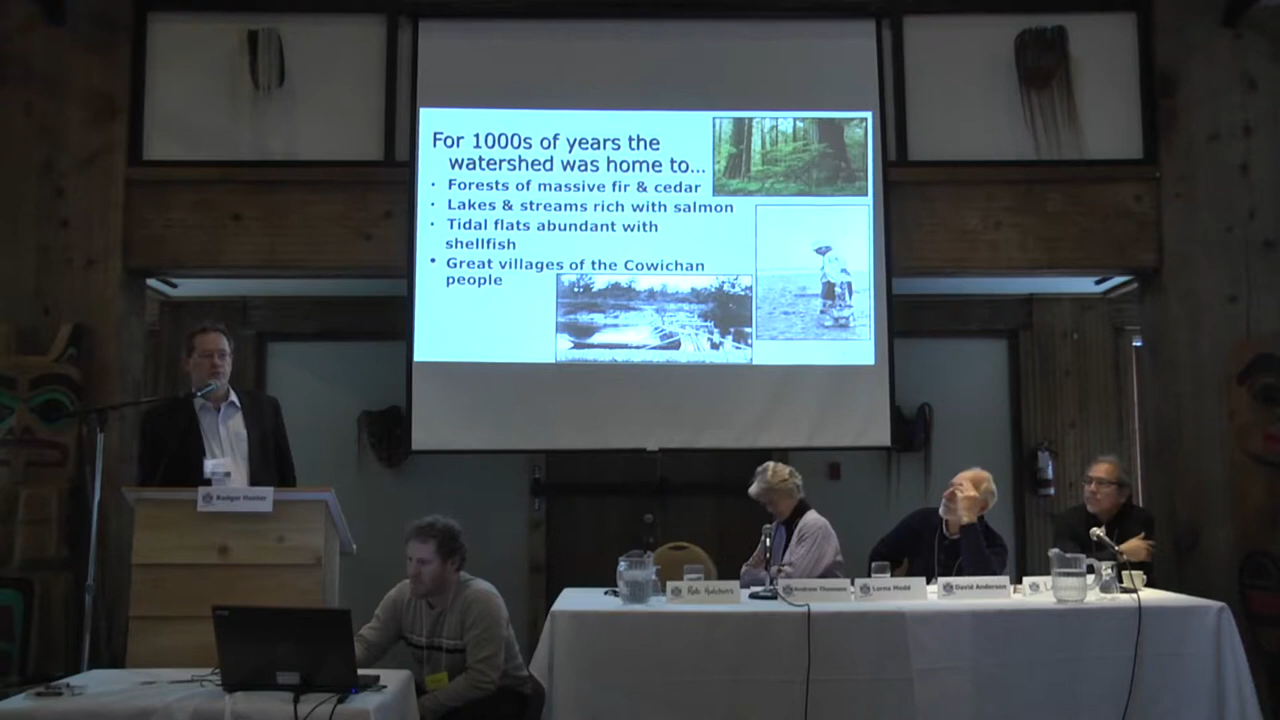 For 1000s of years the
watershed was home to...
• Forests of massive fir & cedar
• Lakes & streams rich with salmon
• Tidal flats abundant with
shellfish
• Great villages of the Cowichan
people
Rodger Hunter
Rob Hutchins
Andrew Thomson
Lorna Medd
David Anderson